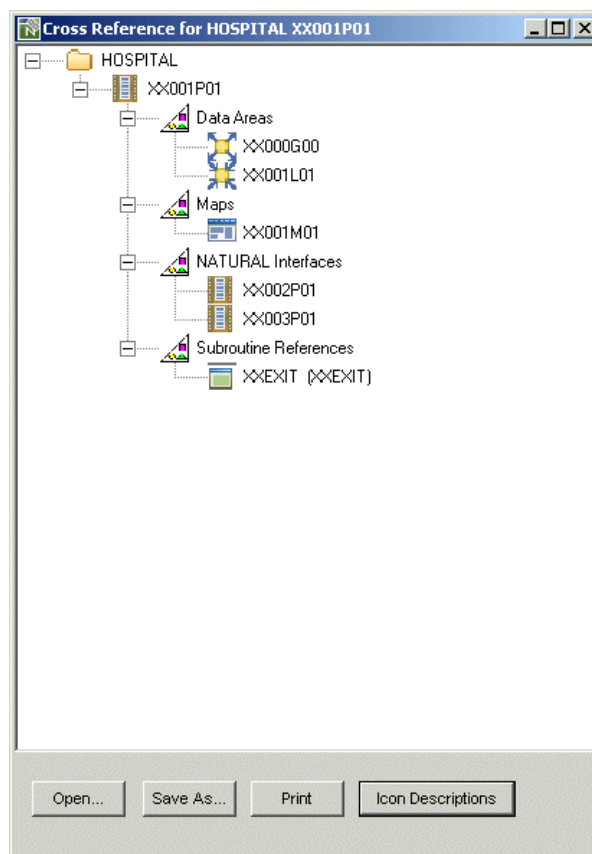 Cross Reference for HOSPITAL XX001P01
HOSPITAL
XX001P01
Data Areas
XX000G00
XX001L01
Maps
XX001M01
NATURAL Interfaces
XX002P01
XX003P01
Subroutine References
XXEXIT (XXEXIT)
Open... Save As... Print Icon Descriptions